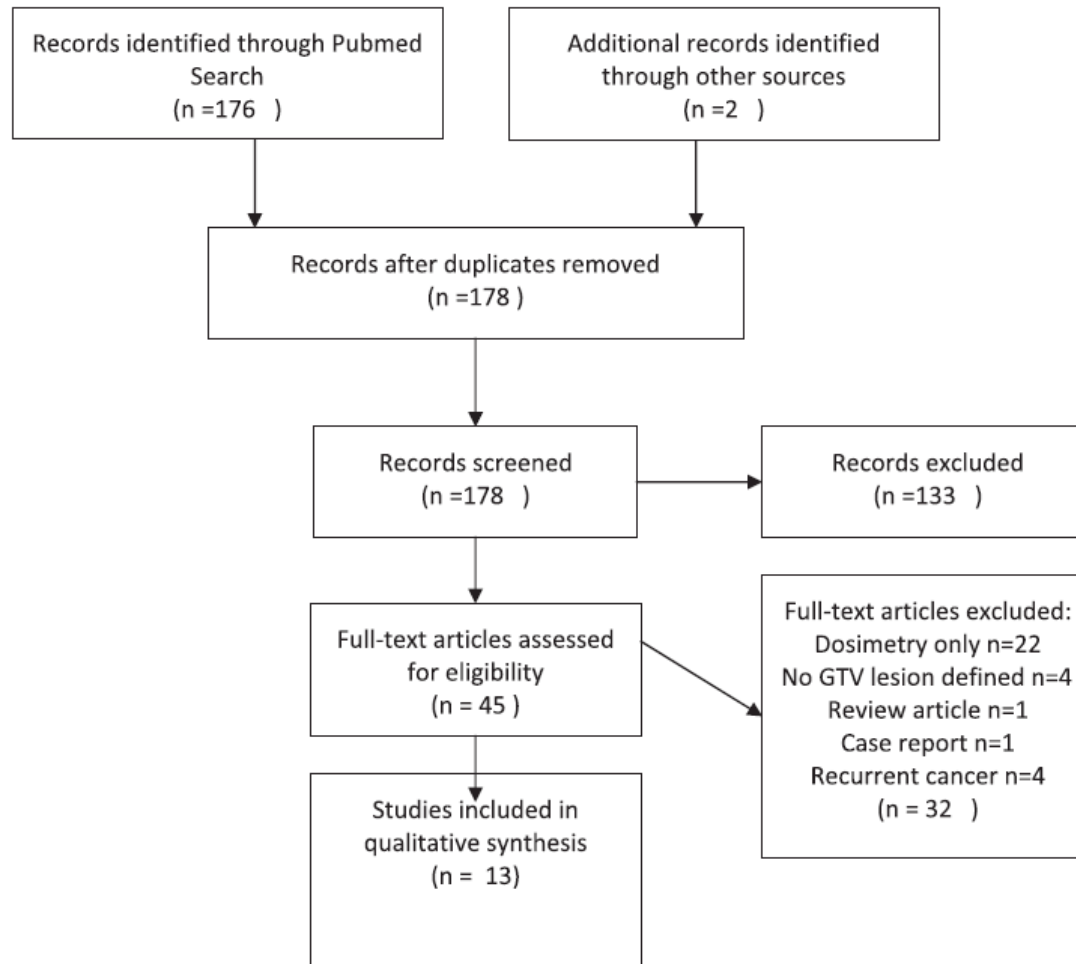 Records identified through Pubmed
Search
(n =176 )
Additional records identified
through other sources
(n =2 )
Records after duplicates removed
(n =178 )
Records screened
(n =178 )
Records excluded
(n =133 )
Full-text articles assessed
for eligibility
(n = 45 )
Full-text articles excluded:
Dosimetry only n=22
No GTV lesion defined n=4
Review article n=1
Case report n=1
Recurrent cancer n=4
(n = 32 )
Studies included in
qualitative synthesis
(n = 13)